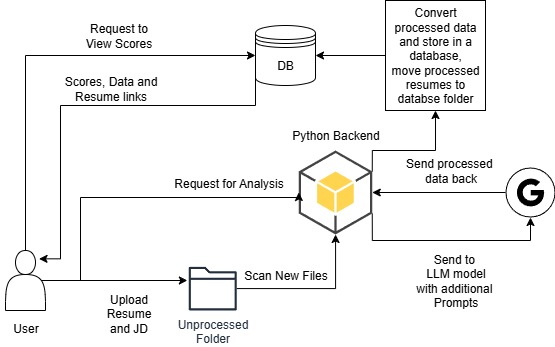 Request to
View Scores
DB
Convert
processed data
and store in a
database,
move processed
resumes to
databse folder
Scores, Data and
Resume links
Python Backend
Send processed
data back
Request for Analysis
G
Send to
LLM model
with additional
Prompts
Scan New Files
User
Upload
Resume
and JD
Unprocessed
Folder